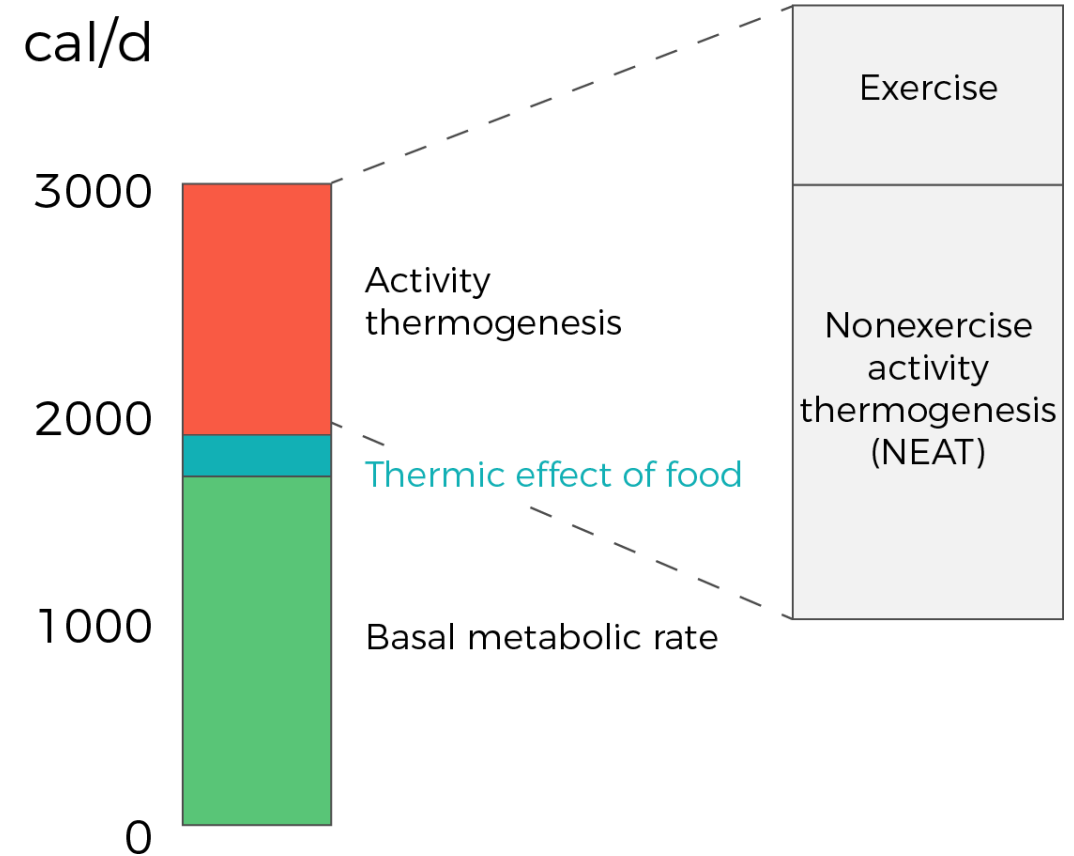 cal/d
3000
2000
1000
0
Activity
thermogenesis
Thermic effect of food
Basal metabolic rate
Exercise
Nonexercise
activity
thermogenesis
(NEAT)